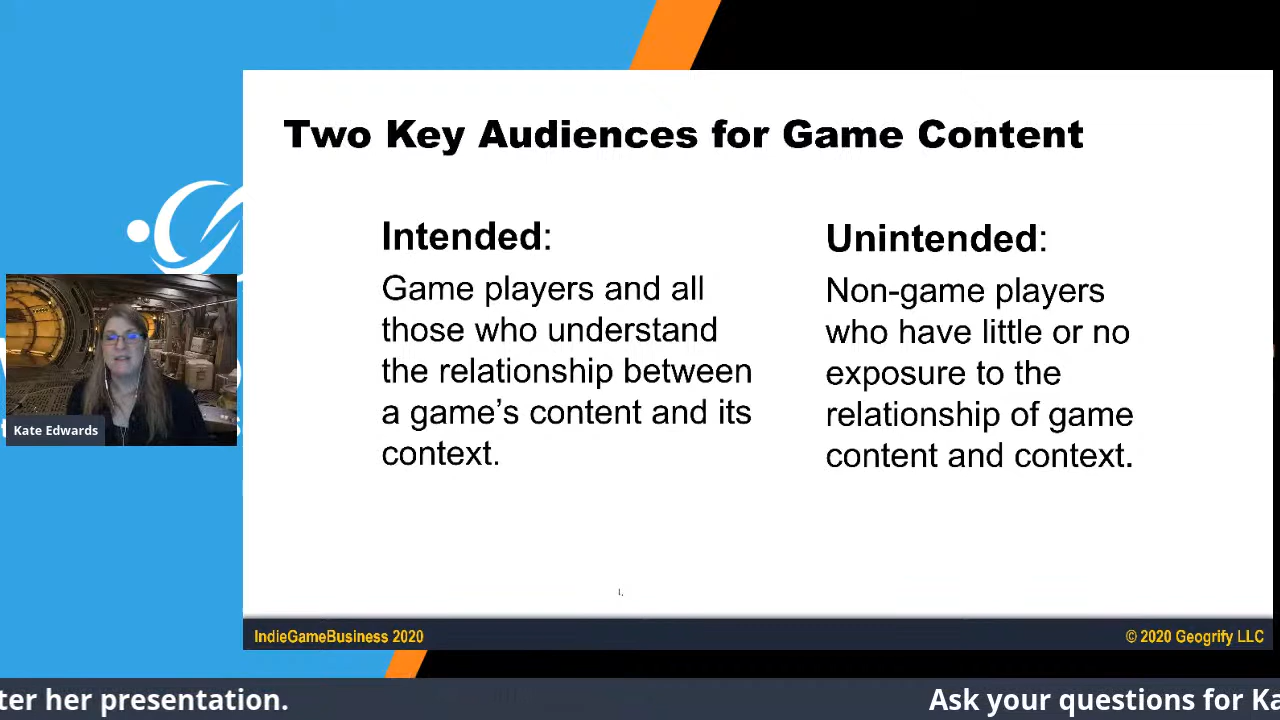 Two Key Audiences for Game Content
Intended:
Game players and all
those who understand
the relationship between
a game's content and its
context.
Unintended:
Non-game players
who have little or no
exposure to the
relationship of game
content and context.
Kate Edwards
IndieGameBusiness 2020
© 2020 Geogrify LLC
ter her presentation.
Ask your questions for Ka